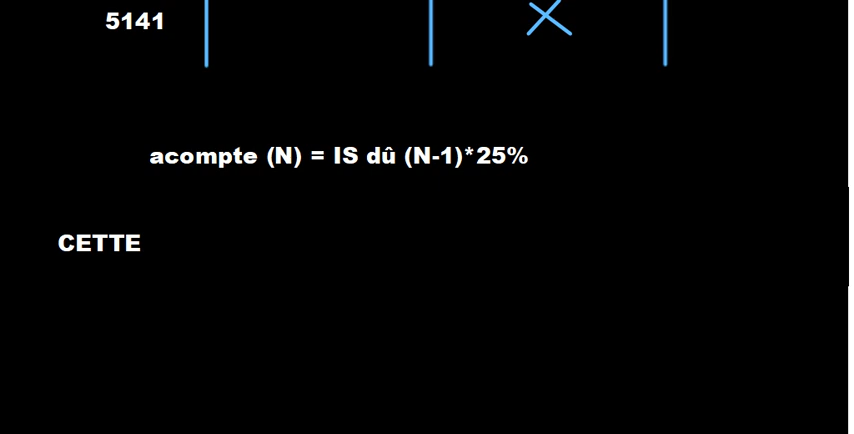 5141
acompte (N) = IS dû (N-1)*25%
CETTE